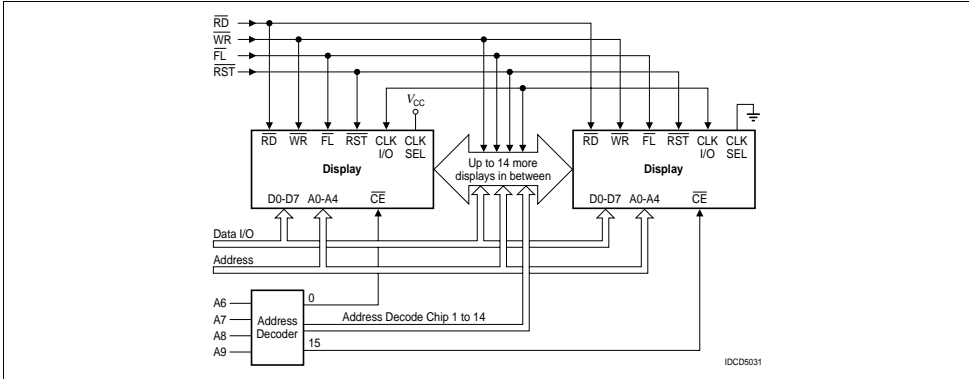 RD
WR
FL
RST
VCC
RD WR FL RST CLK I/O CLK SEL
Display
D0-D7 A0-A4 CE
Up to 14 more
displays in between
RD WR FL RST CLK I/O CLK SEL
Display
D0-D7 A0-A4 CE
Data I/O
Address
A6
A7
A8
A9
Address
Decoder
0
Address Decode Chip 1 to 14
15
IDCD5031